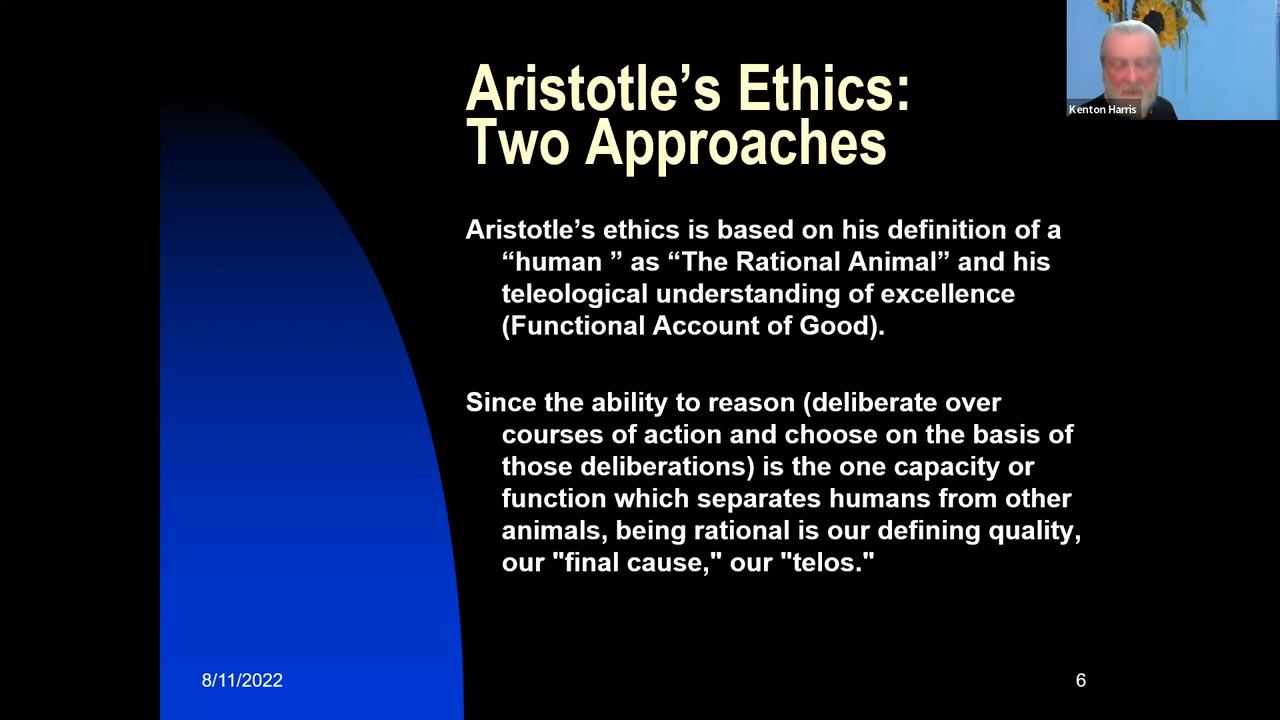 Aristotle’s Ethics:
Two Approaches
Kenton Harris
Aristotle’s ethics is based on his definition of a
“human ” as “The Rational Animal” and his
teleological understanding of excellence
(Functional Account of Good).
Since the ability to reason (deliberate over
courses of action and choose on the basis of
those deliberations) is the one capacity or
function which separates humans from other
animals, being rational is our defining quality,
our "final cause," our "telos."
8/11/2022
6